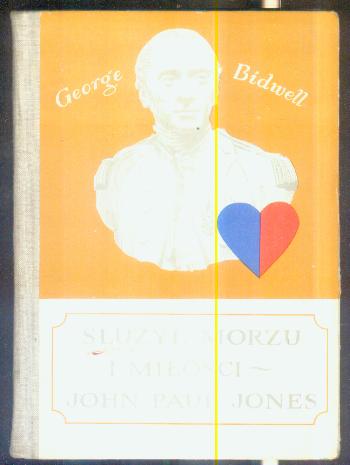 George Bidwell
SŁUŻYŁ MORZU
I MIŁOŚCI ~
JOHN PAUL JONES